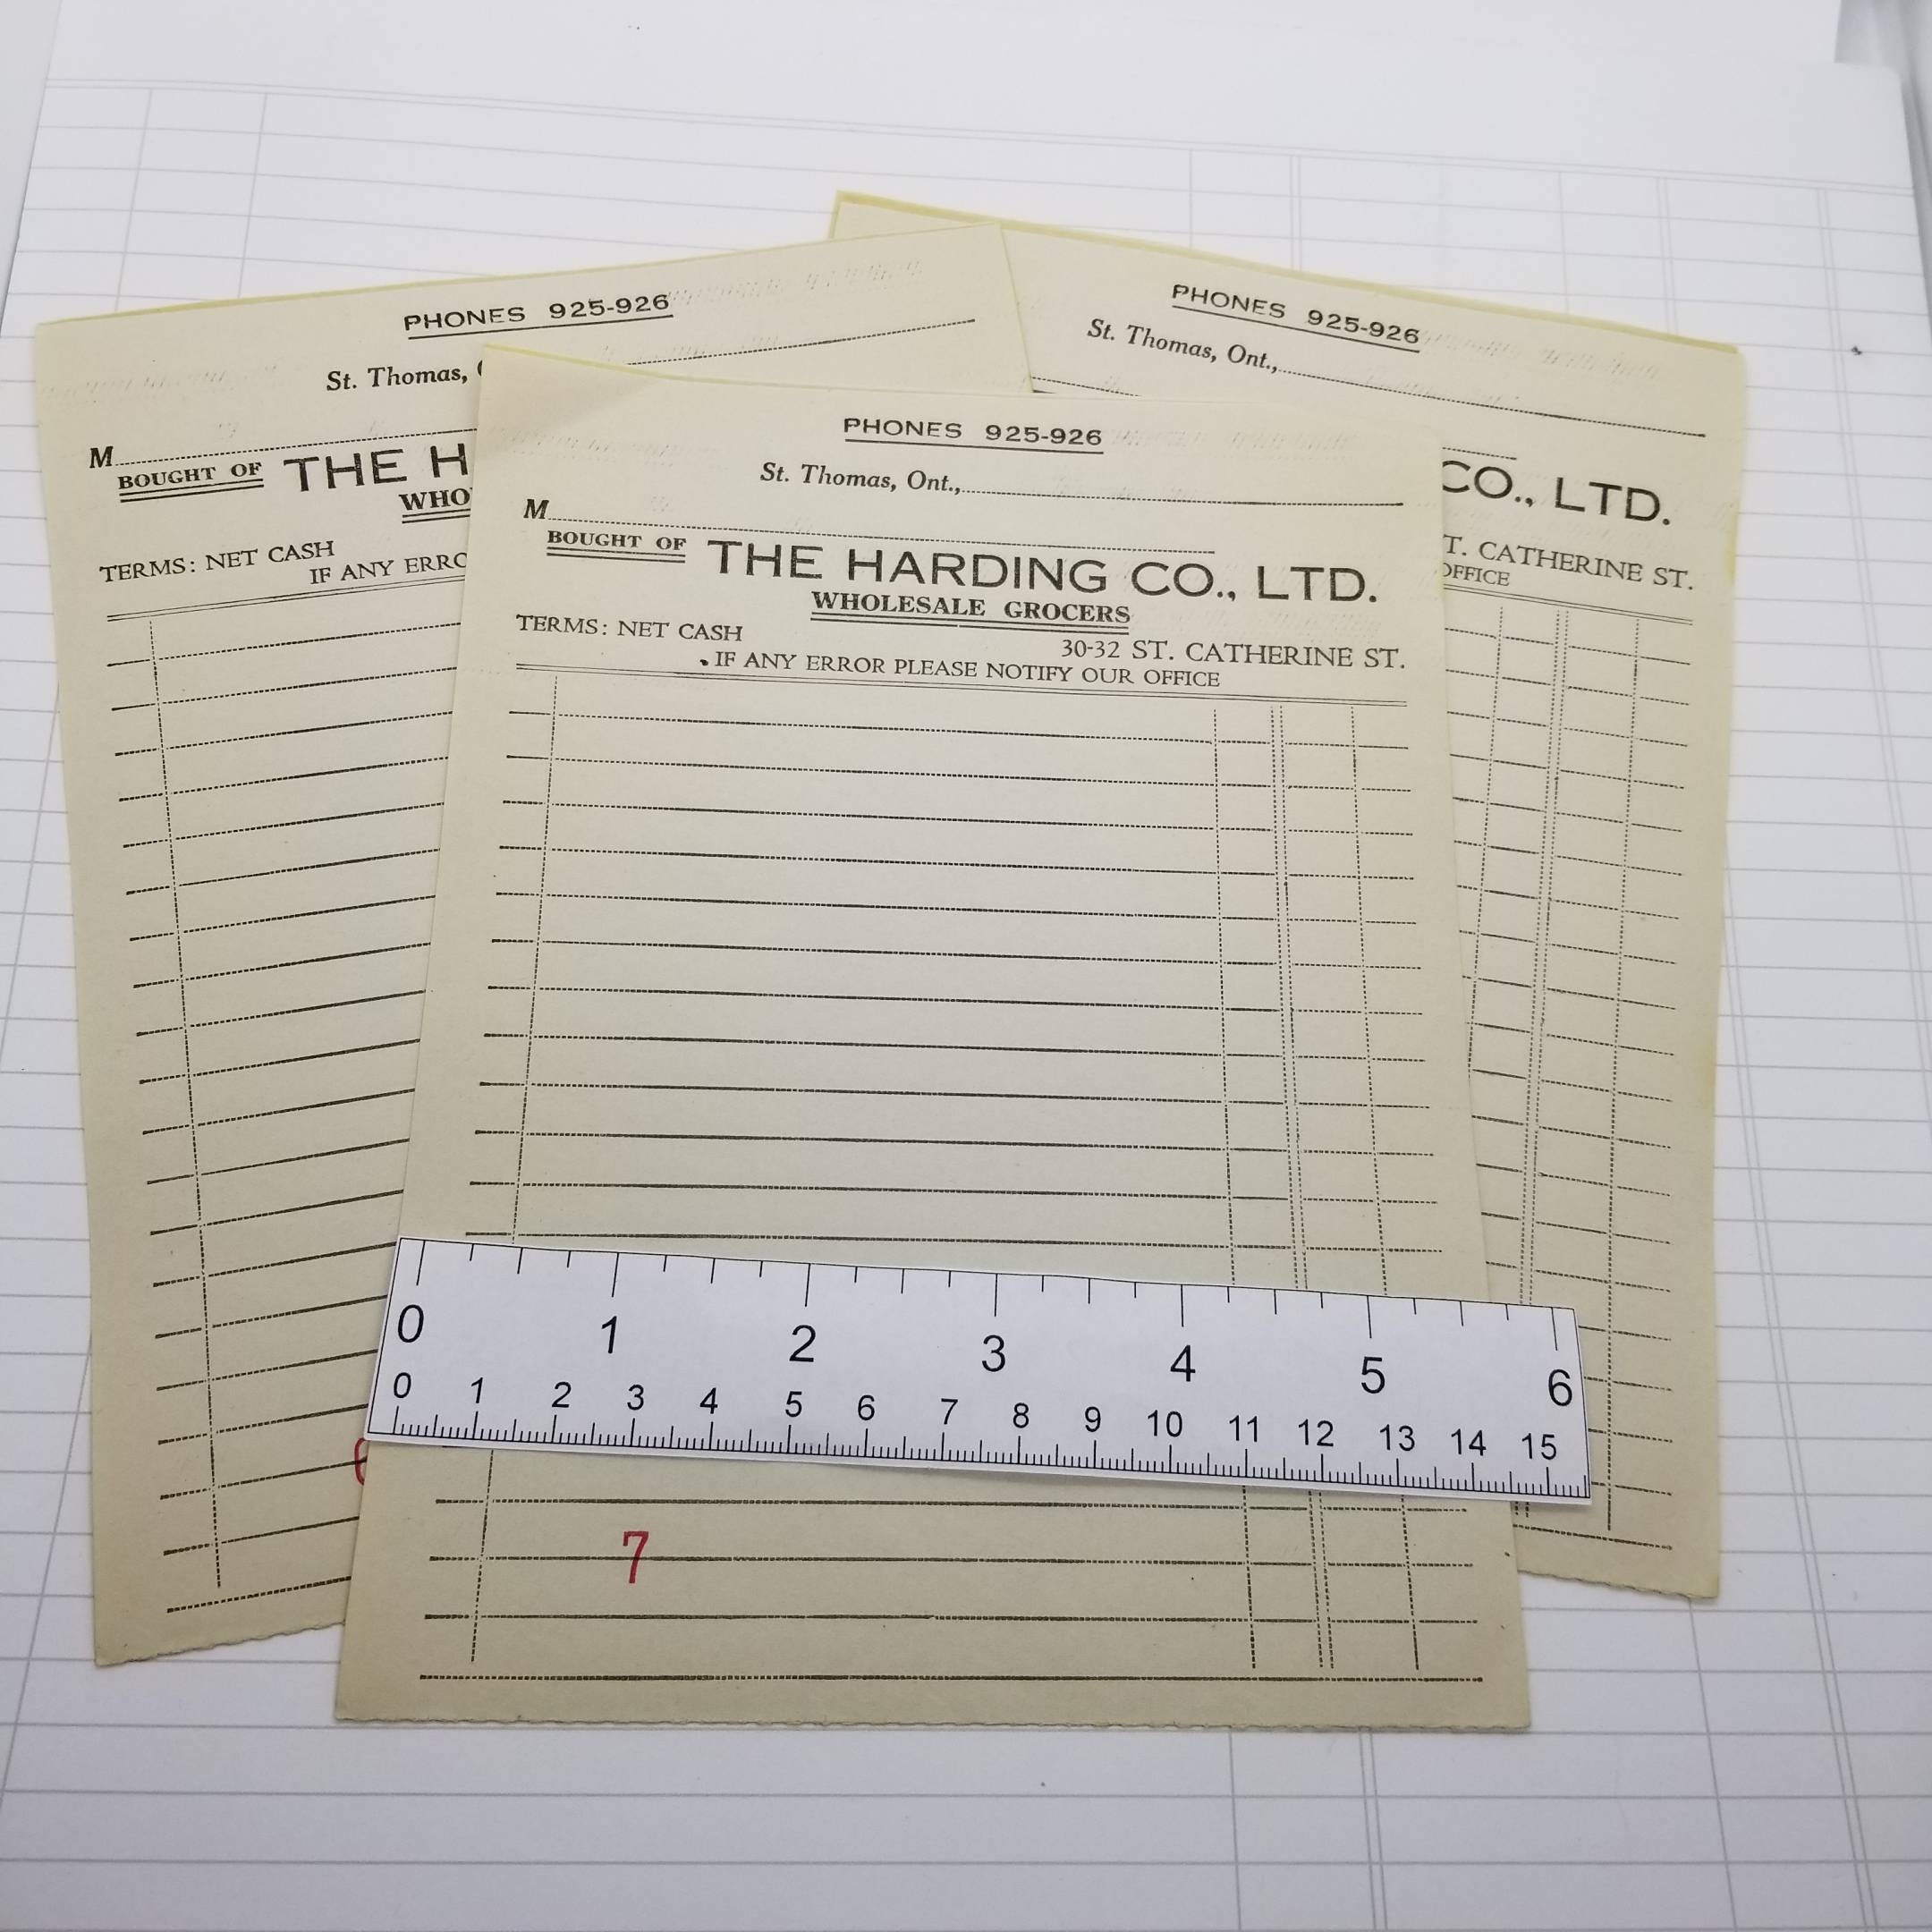 PHONES 925-926
St. Thomas,
M
BOUGHT OF THE H
WHO
TERMS: NET CASH
IF ANY ERRO
PHONES 925-926
St. Thomas, Ont.,
CO., LTD.
T. CATHERINE ST.
OFFICE
PHONES 925-926
St. Thomas, Ont.,
M
BOUGHT OF THE HARDING CO., LTD.
WHOLESALE GROCERS
TERMS: NET CASH 30-32 ST. CATHERINE ST.
IF ANY ERROR PLEASE NOTIFY OUR OFFICE
0 1 2 3 4 5 6
0 1 2 3 4 5 6 7 8 9 10 11 12 13 14 15
7